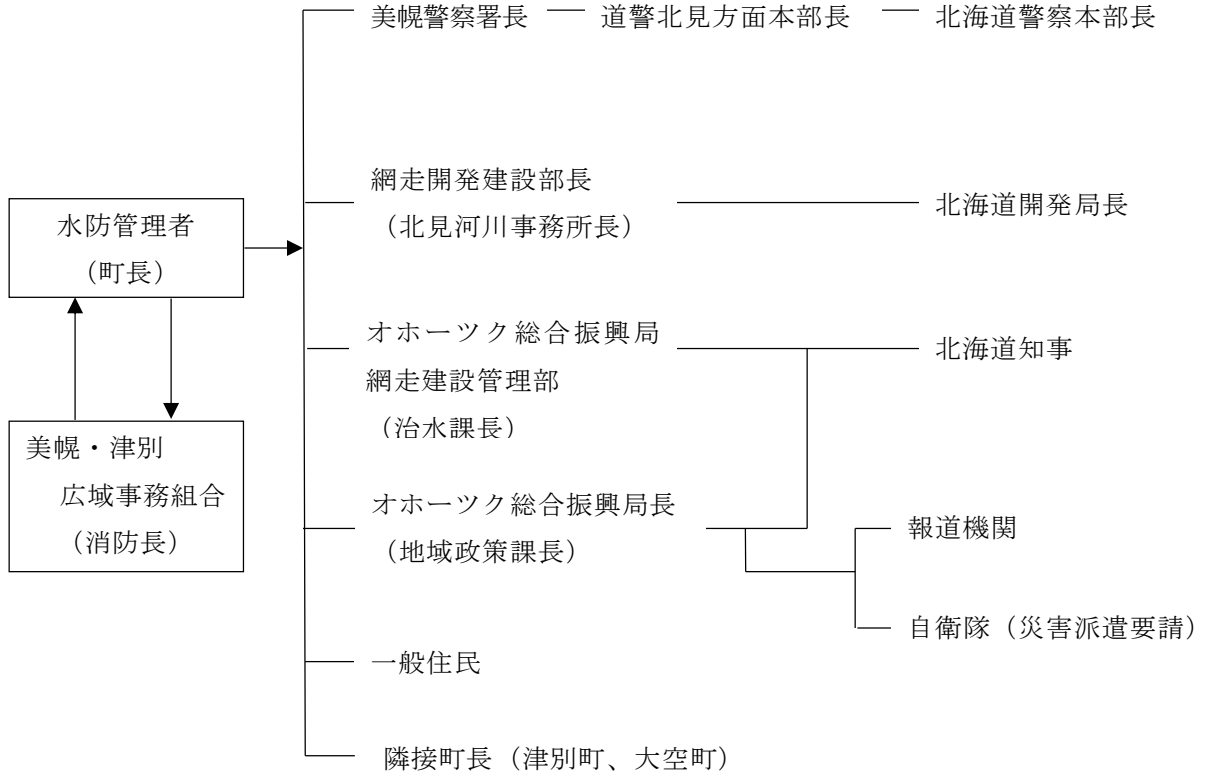 美幌警察署長 道警北見方面本部長 北海道警察本部長
網走開発建設部長
（北見河川事務所長）
北海道開発局長
水防管理者
（町長）
オホーツク総合振興局
網走建設管理部
（治水課長）
北海道知事
美幌・津別
広域事務組合
（消防長）
オホーツク総合振興局長
（地域政策課長）
報道機関
自衛隊（災害派遣要請）
一般住民
隣接町長（津別町、大空町）